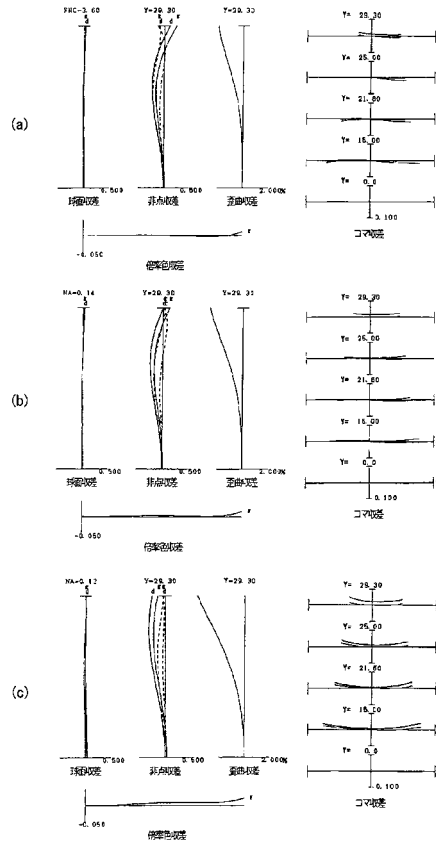 (a)
FNO=3.60
Y=29.30
Y=29.30
g
d
0.500
球面収差
0.500
非点収差
2.000%
歪曲収差
Y= 29.30
Y= 25.00
Y= 21.60
Y= 15.00
Y= 0.0
0.100
コマ収差
-0.050
g
倍率色収差
(b)
NA=0.14
Y=29.30
Y=29.30
g
d
0.500
球面収差
0.500
非点収差
2.000%
歪曲収差
Y= 29.30
Y= 25.00
Y= 21.60
Y= 15.00
Y= 0.0
0.100
コマ収差
-0.050
g
倍率色収差
(c)
NA=0.12
Y=29.30
Y=29.30
g
d
0.500
球面収差
0.500
非点収差
2.000%
歪曲収差
Y= 29.30
Y= 25.00
Y= 21.60
Y= 15.00
Y= 0.0
0.100
コマ収差
-0.050
g
倍率色収差